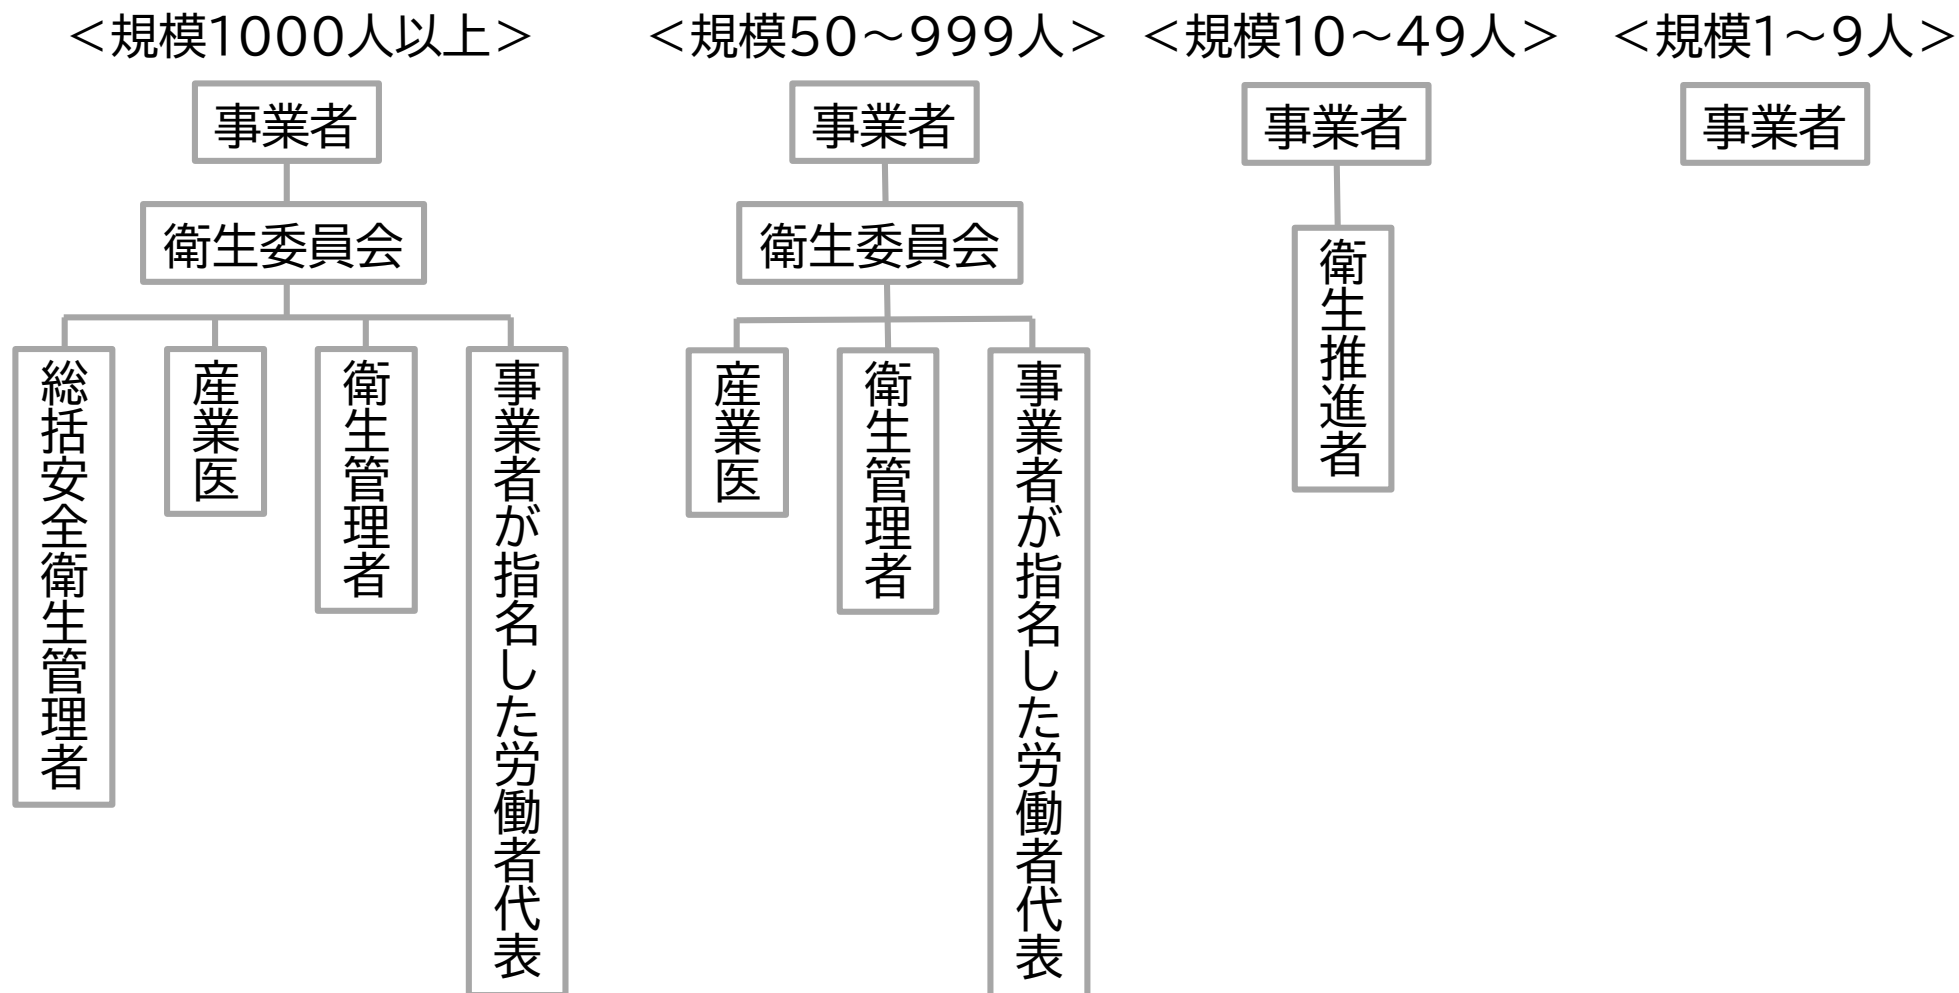 ＜規模1000人以上＞
事業者
衛生委員会
総括安全衛生管理者
産業医
衛生管理者
事業者が指名した労働者代表
＜規模50～999人＞
事業者
衛生委員会
産業医
衛生管理者
事業者が指名した労働者代表
＜規模10～49人＞
事業者
衛生推進者
＜規模1～9人＞
事業者